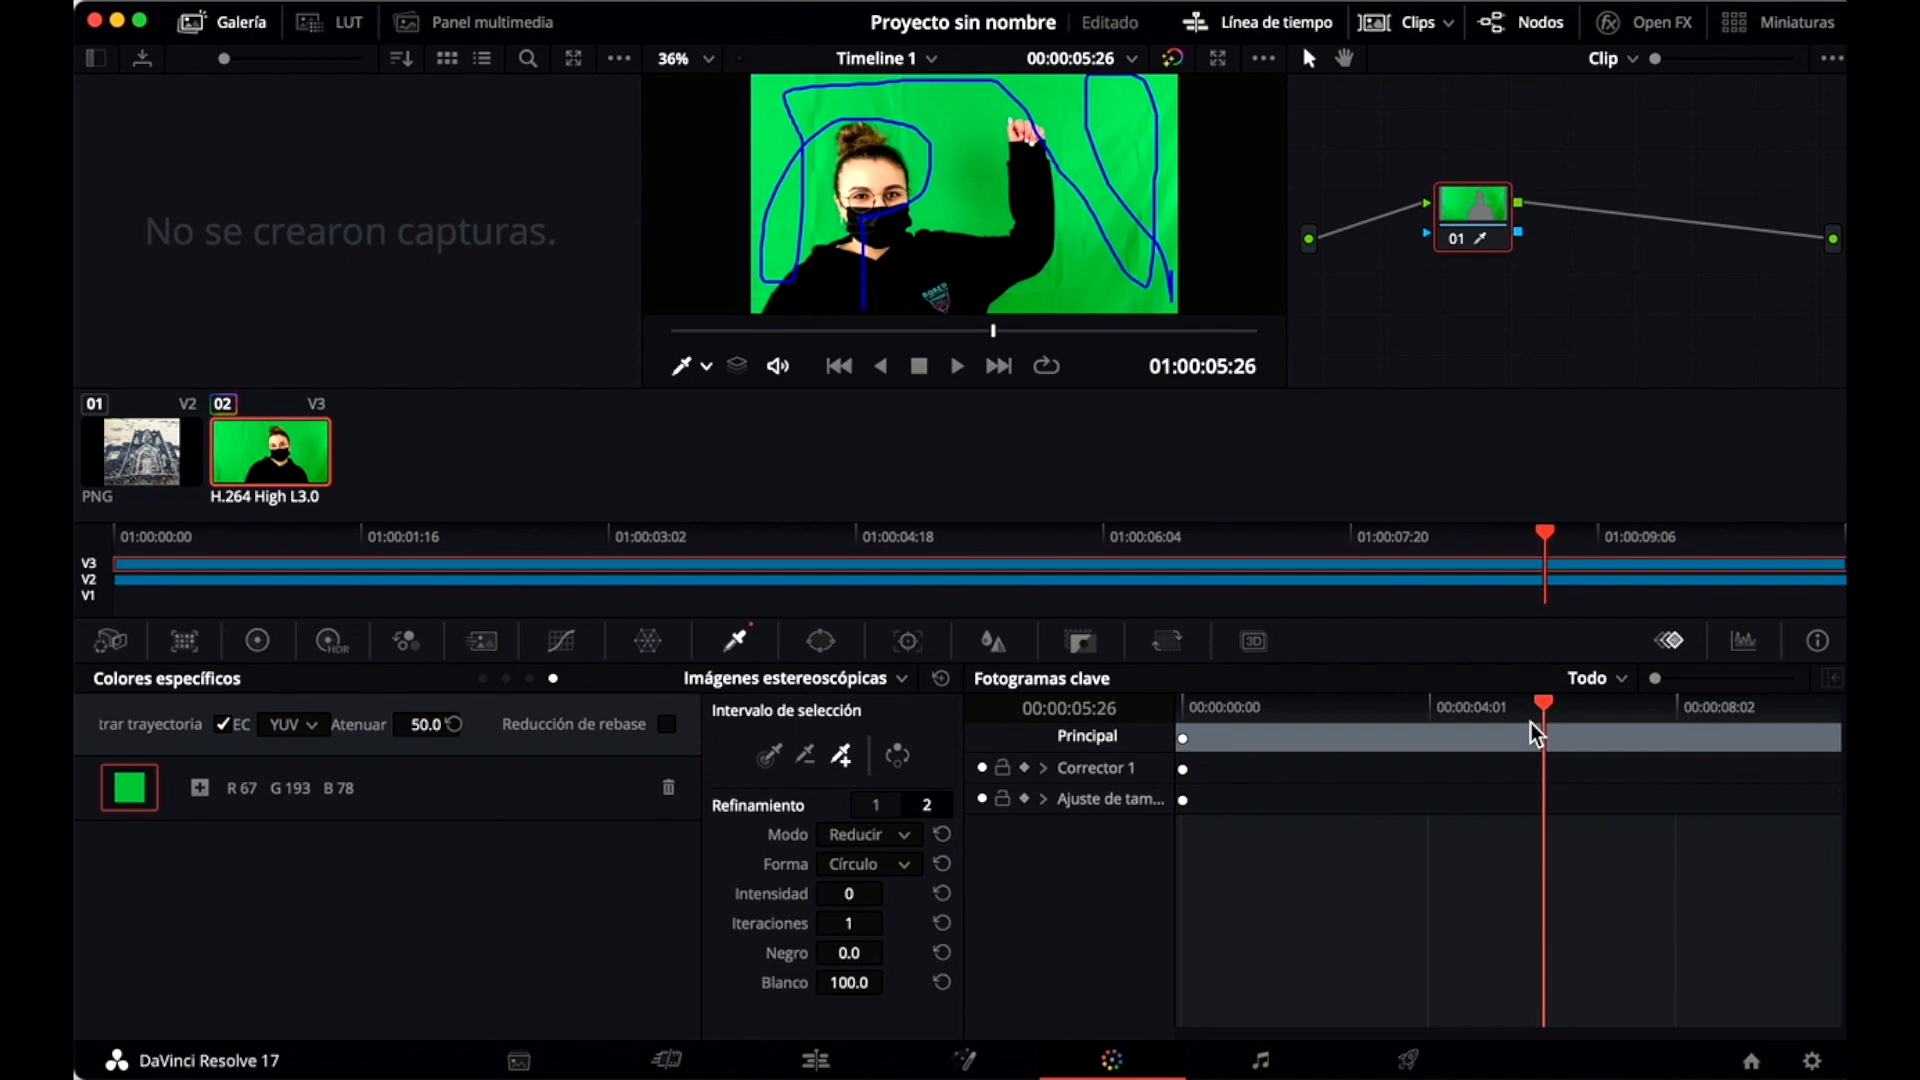 Galería LUT Panel multimedia Proyecto sin nombre Editado Línea de tiempo Clips Nodos Open FX Miniaturas
36% Timeline 1 00:00:05:26 Clip
No se crearon capturas.
BORED
01
01:00:05:26
01 V2 02 V3
PNG H.264 High L3.0
01:00:00:00 01:00:01:16 01:00:03:02 01:00:04:18 01:00:06:04 01:00:07:20 01:00:09:06
V3
V2
V1
HDR 3D
Colores específicos Imágenes estereoscópicas Fotogramas clave Todo
trar trayectoria EC YUV Atenuar 50.0 Reducción de rebase Intervalo de selección 00:00:05:26 00:00:00:00 00:00:04:01 00:00:08:02
Principal
R 67 G 193 B 78 Corrector 1
Refinamiento 1 2 Ajuste de tam...
Modo Reducir
Forma Círculo
Intensidad 0
Iteraciones 1
Negro 0.0
Blanco 100.0
DaVinci Resolve 17